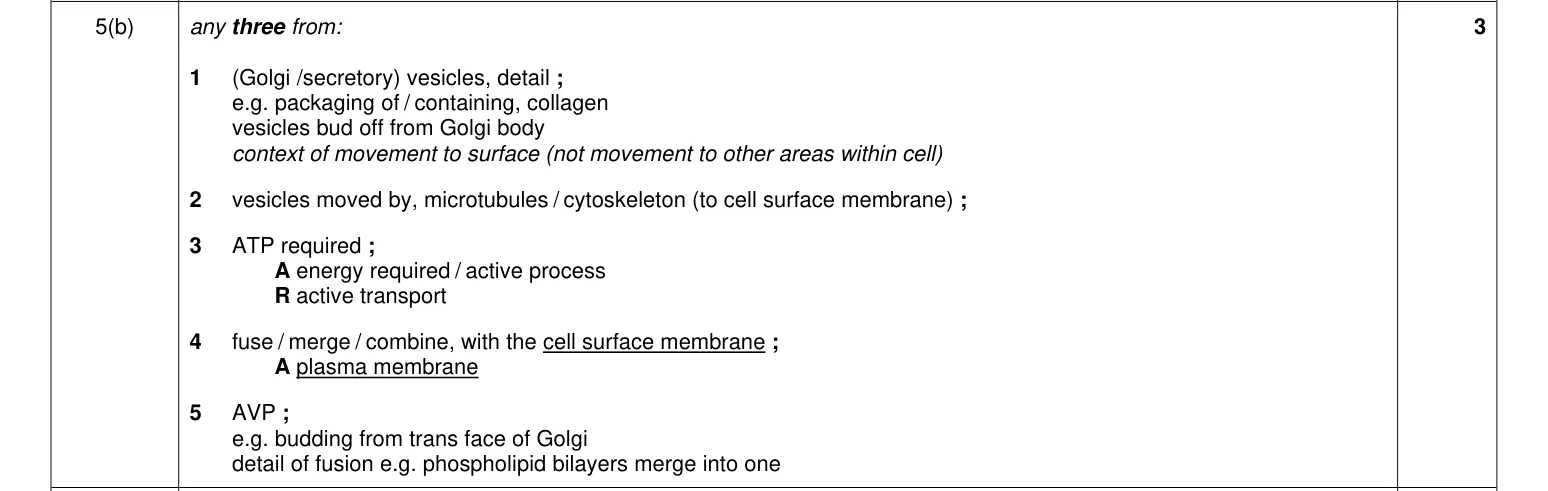 5(b) any three from: 3
1 (Golgi /secretory) vesicles, detail ;
e.g. packaging of / containing, collagen
vesicles bud off from Golgi body
context of movement to surface (not movement to other areas within cell)
2 vesicles moved by, microtubules / cytoskeleton (to cell surface membrane) ;
3 ATP required ;
A energy required / active process
R active transport
4 fuse / merge / combine, with the cell surface membrane ;
A plasma membrane
5 AVP ;
e.g. budding from trans face of Golgi
detail of fusion e.g. phospholipid bilayers merge into one